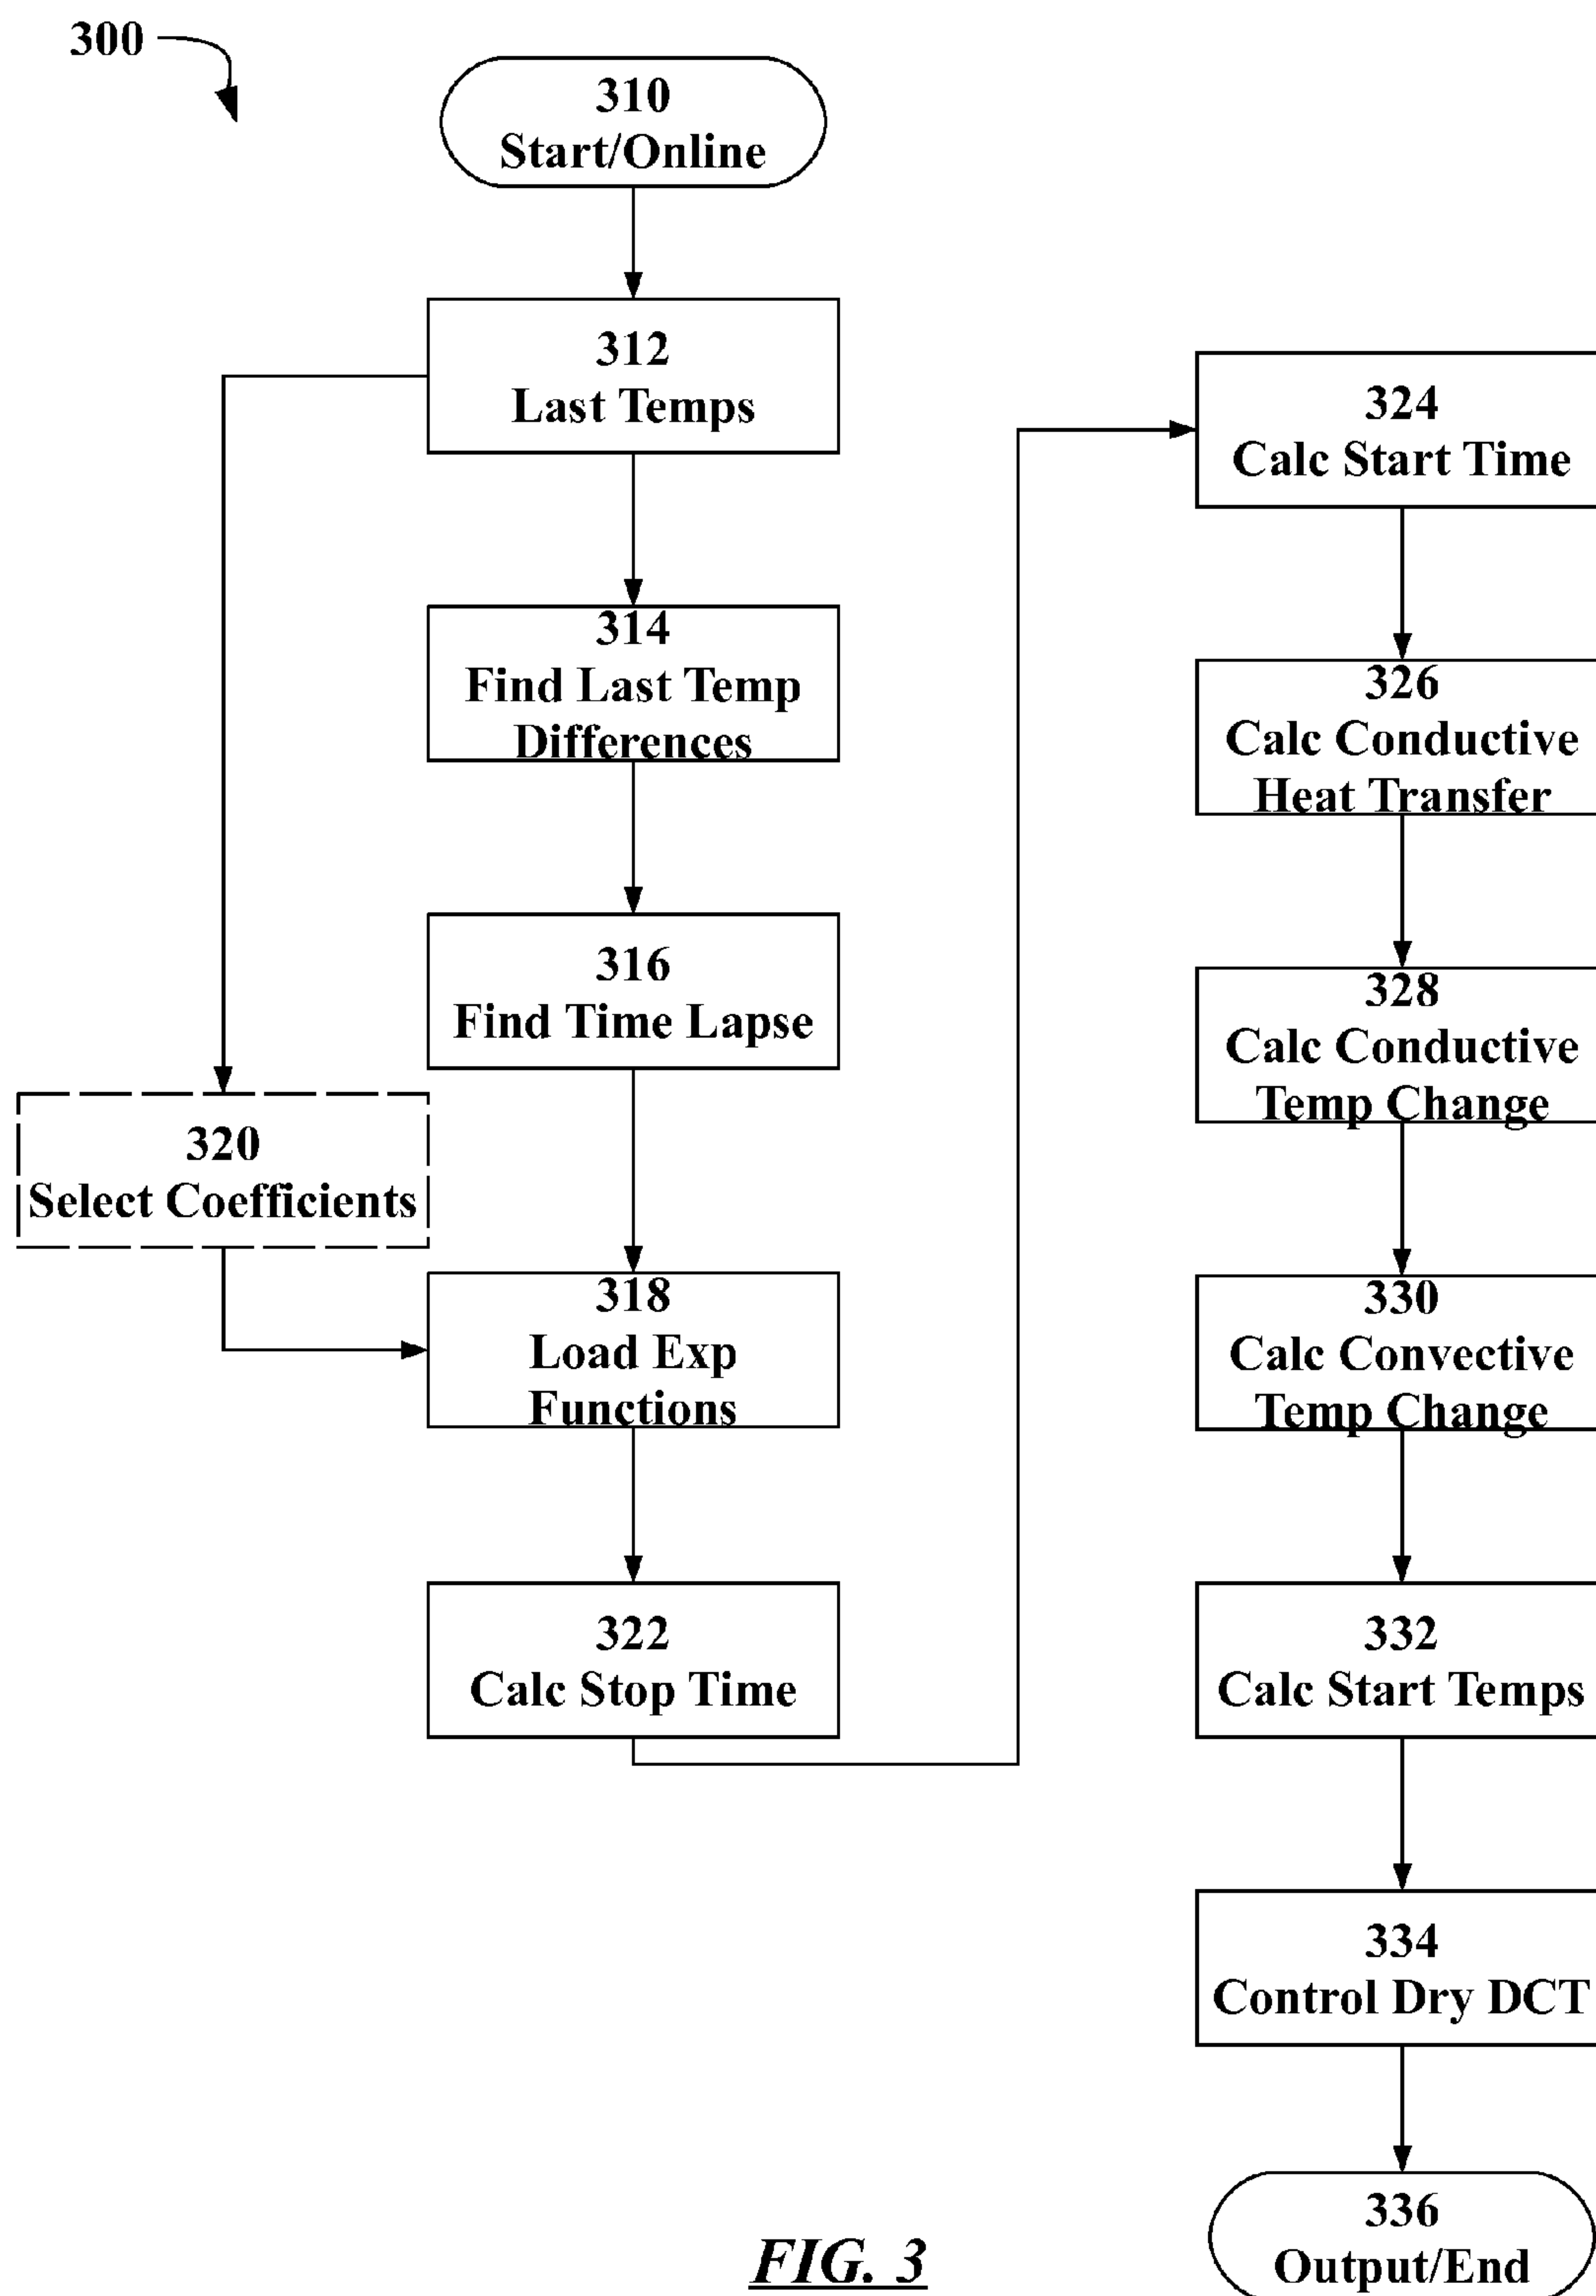 300
310
Start/Online
312
Last Temps
314
Find Last Temp
Differences
316
Find Time Lapse
320
Select Coefficients
318
Load Exp
Functions
322
Calc Stop Time
324
Calc Start Time
326
Calc Conductive
Heat Transfer
328
Calc Conductive
Temp Change
330
Calc Convective
Temp Change
332
Calc Start Temps
334
Control Dry DCT
336
Output/End
FIG. 3